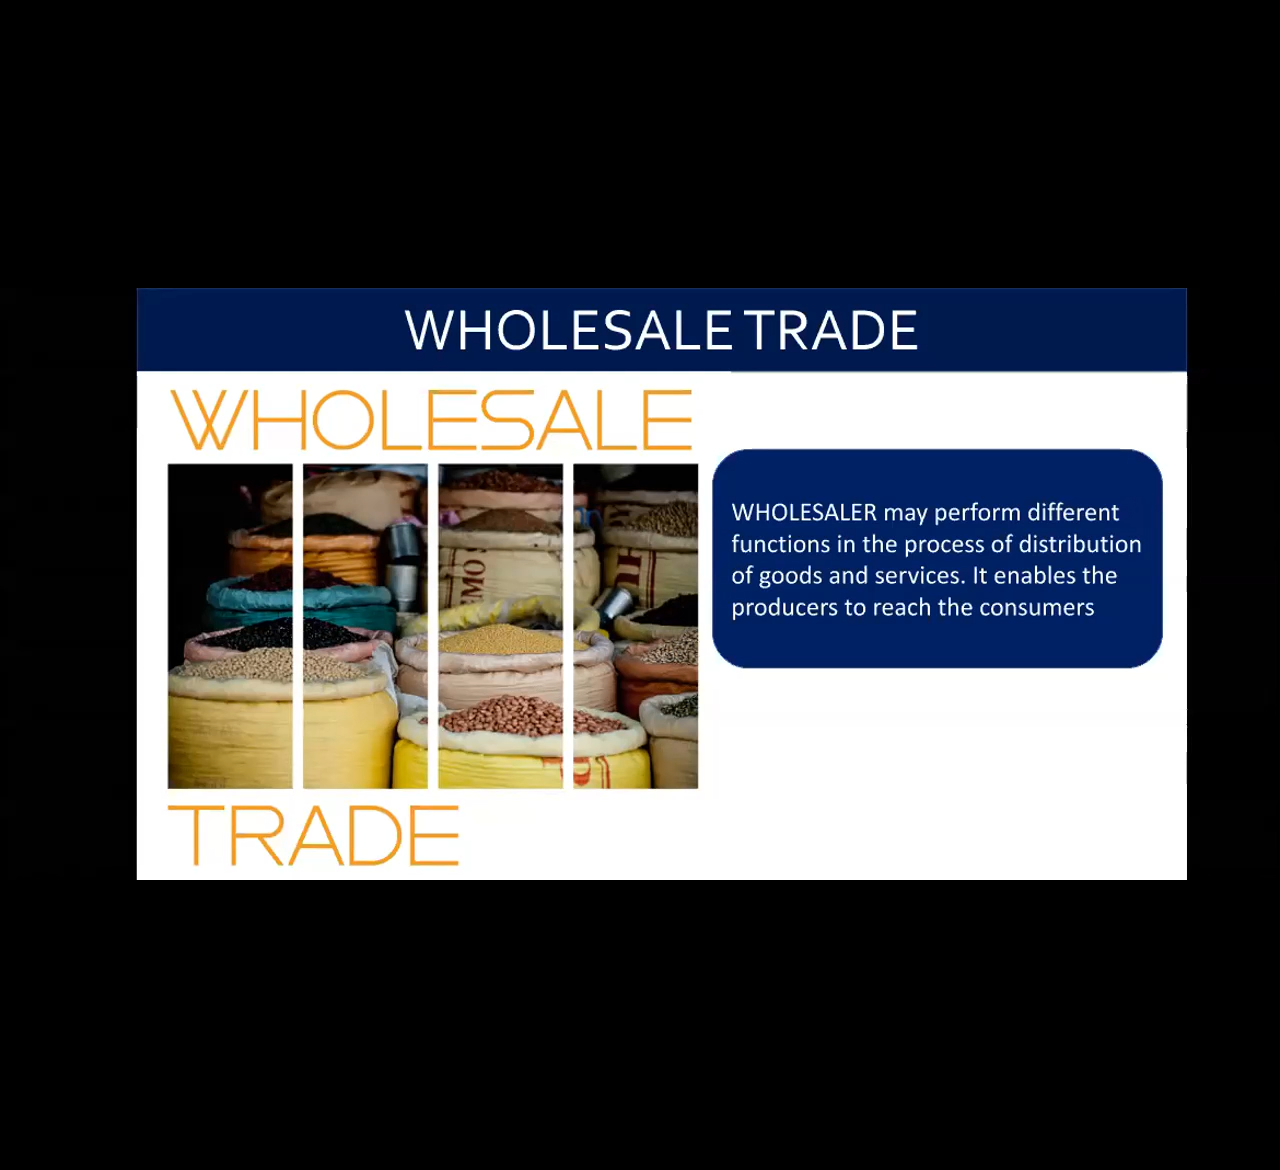 WHOLESALE TRADE
WHOLESALE
TRADE
WHOLESALER may perform different
functions in the process of distribution
of goods and services. It enables the
producers to reach the consumers